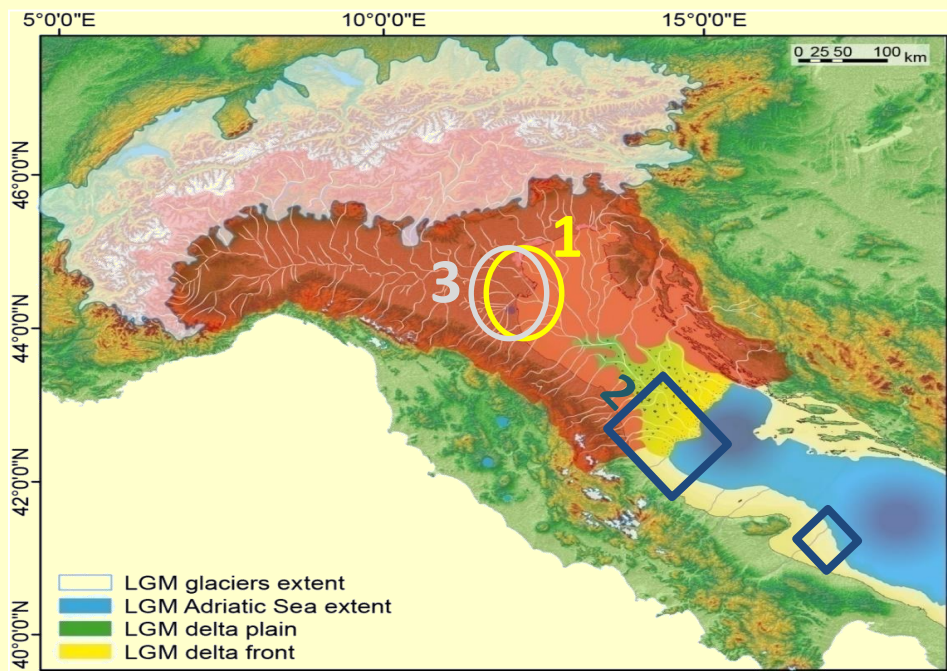 5°0'0"E 10°0'0"E 15°0'0"E
0 25 50 100 km
46°0'0"N
44°0'0"N
42°0'0"N
40°0'0"N
1
3
2
LGM glaciers extent
LGM Adriatic Sea extent
LGM delta plain
LGM delta front